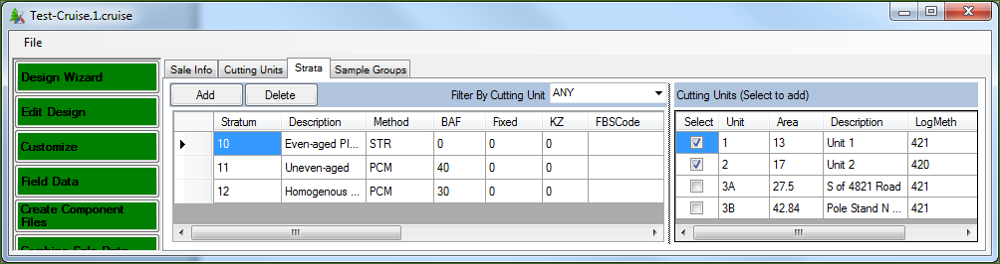 Test-Cruise.1.cruise
File
Design Wizard
Edit Design
Customize
Field Data
Create Component
Files
Sale Info Cutting Units Strata Sample Groups
Add Delete Filter By Cutting Unit ANY
Stratum Description Method BAF Fixed KZ FBSCode
10 Even-aged Pl... STR 0 0 0
11 Uneven-aged PCM 40 0 0
12 Homogenous ... PCM 30 0 0
Cutting Units (Select to add)
Select Unit Area Description LogMeth
1 13 Unit 1 421
2 17 Unit 2 420
3A 27.5 S of 4821 Road 421
3B 42.84 Pole Stand N ... 421